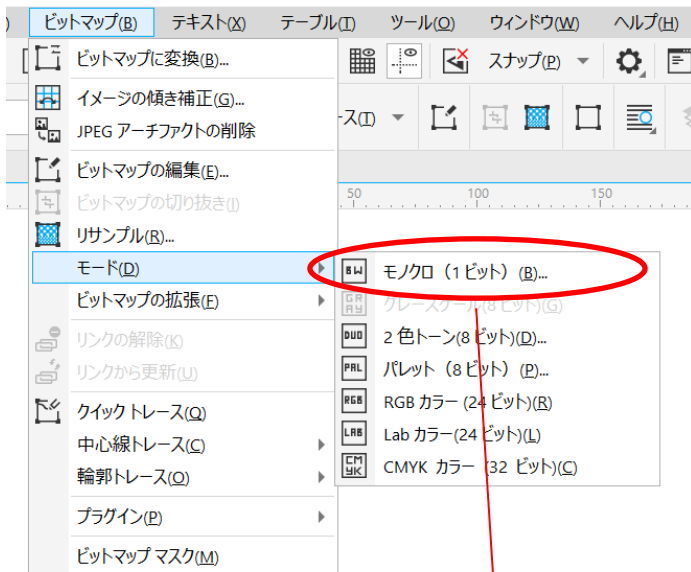 ) ビットマップ(B) テキスト(X) テーブル(T) ツール(O) ウィンドウ(W) ヘルプ(H)
ビットマップに変換(B)... スナップ(P)
イメージの傾き補正(G)...
JPEG アーチファクトの削除 ース(T)
ビットマップの編集(E)...
ビットマップの切り抜き(I) 50 100 150
リサンプル(R)...
モード(D) BW モノクロ（1 ビット）(B)...
ビットマップの拡張(F) GR AY グレースケール(8 ビット)(G)
リンクの解除(K) DUO 2 色トーン(8 ビット)(D)...
リンクから更新(U) PAL パレット（8 ビット）(P)...
クイック トレース(Q) RGB RGB カラー (24 ビット)(R)
中心線トレース(C) LAB Lab カラー(24 ビット)(L)
輪郭トレース(O) CM YK CMYK カラー (32 ビット)(C)
プラグイン(P)
ビットマップ マスク(M)